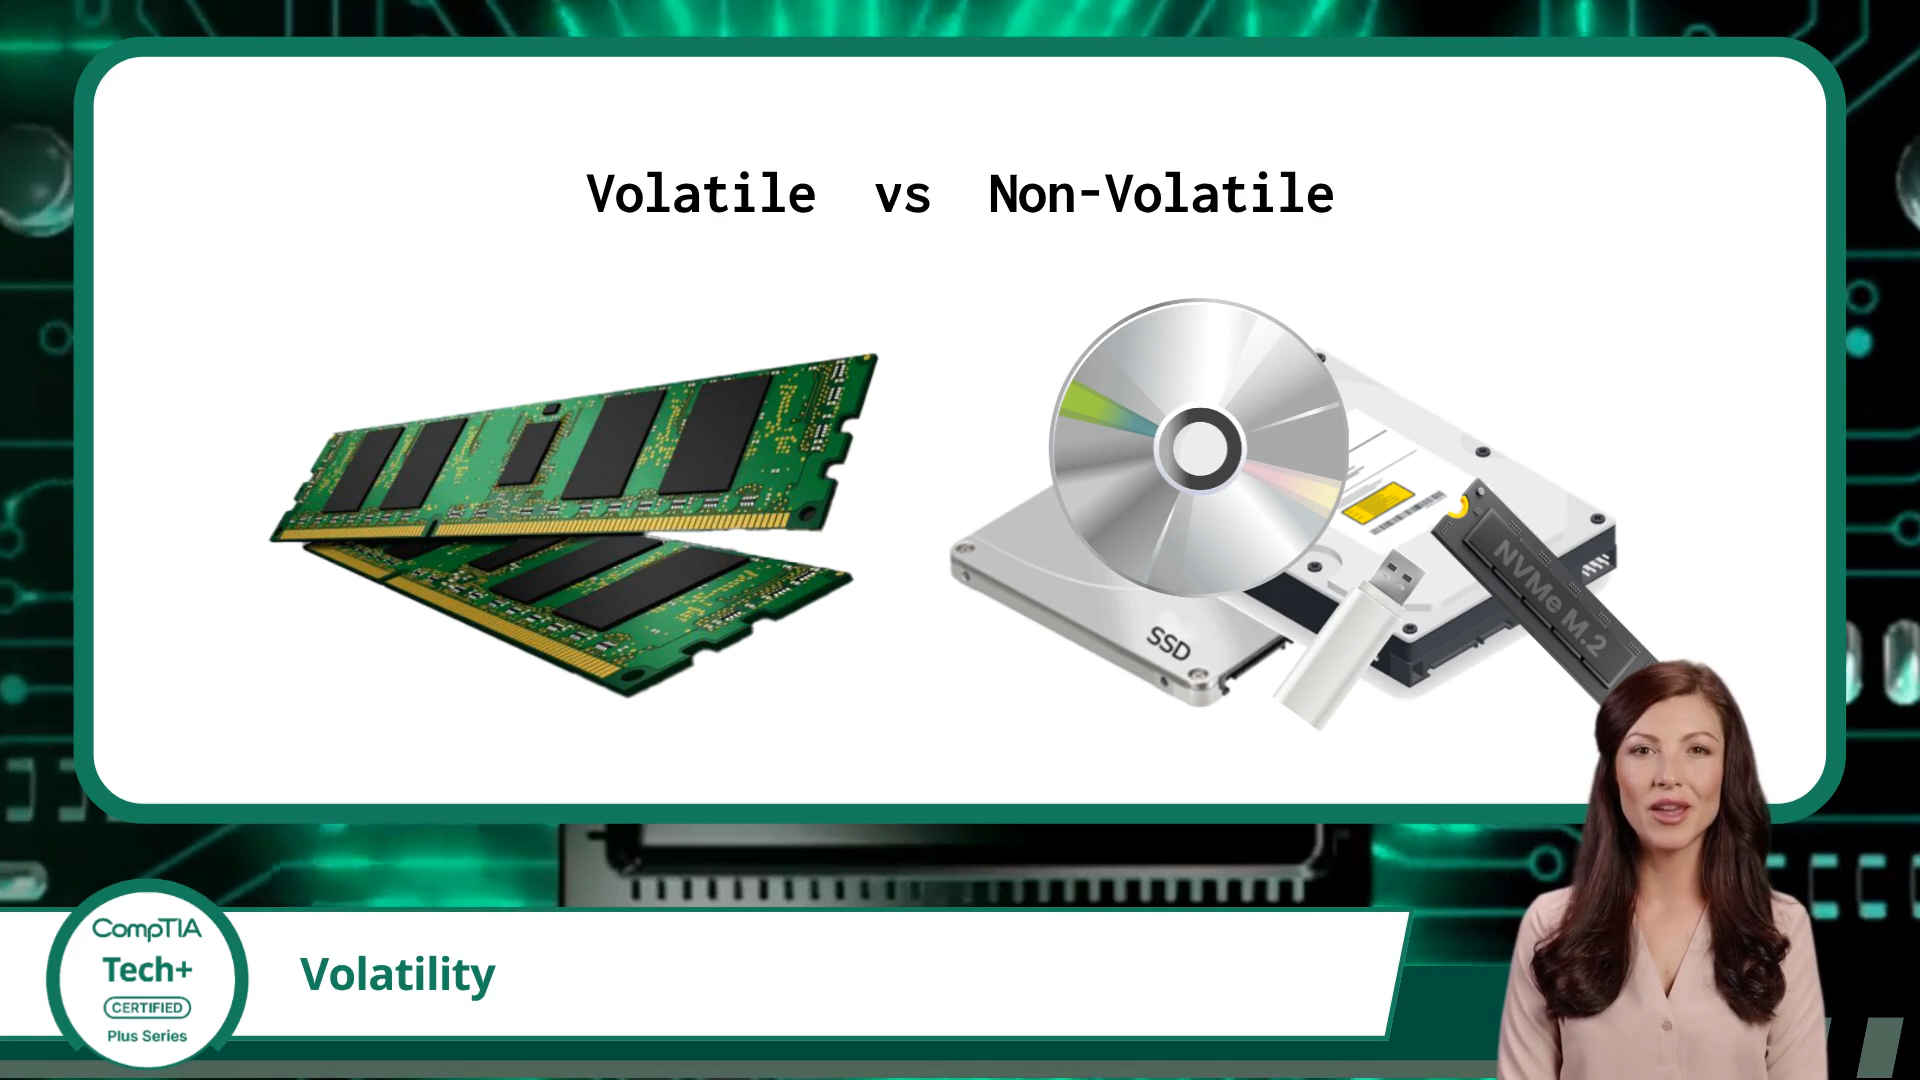 Volatile vs Non-Volatile
SSD
NVMe M.2
CompTIA
Tech+
CERTIFIED
Plus Series
Volatility